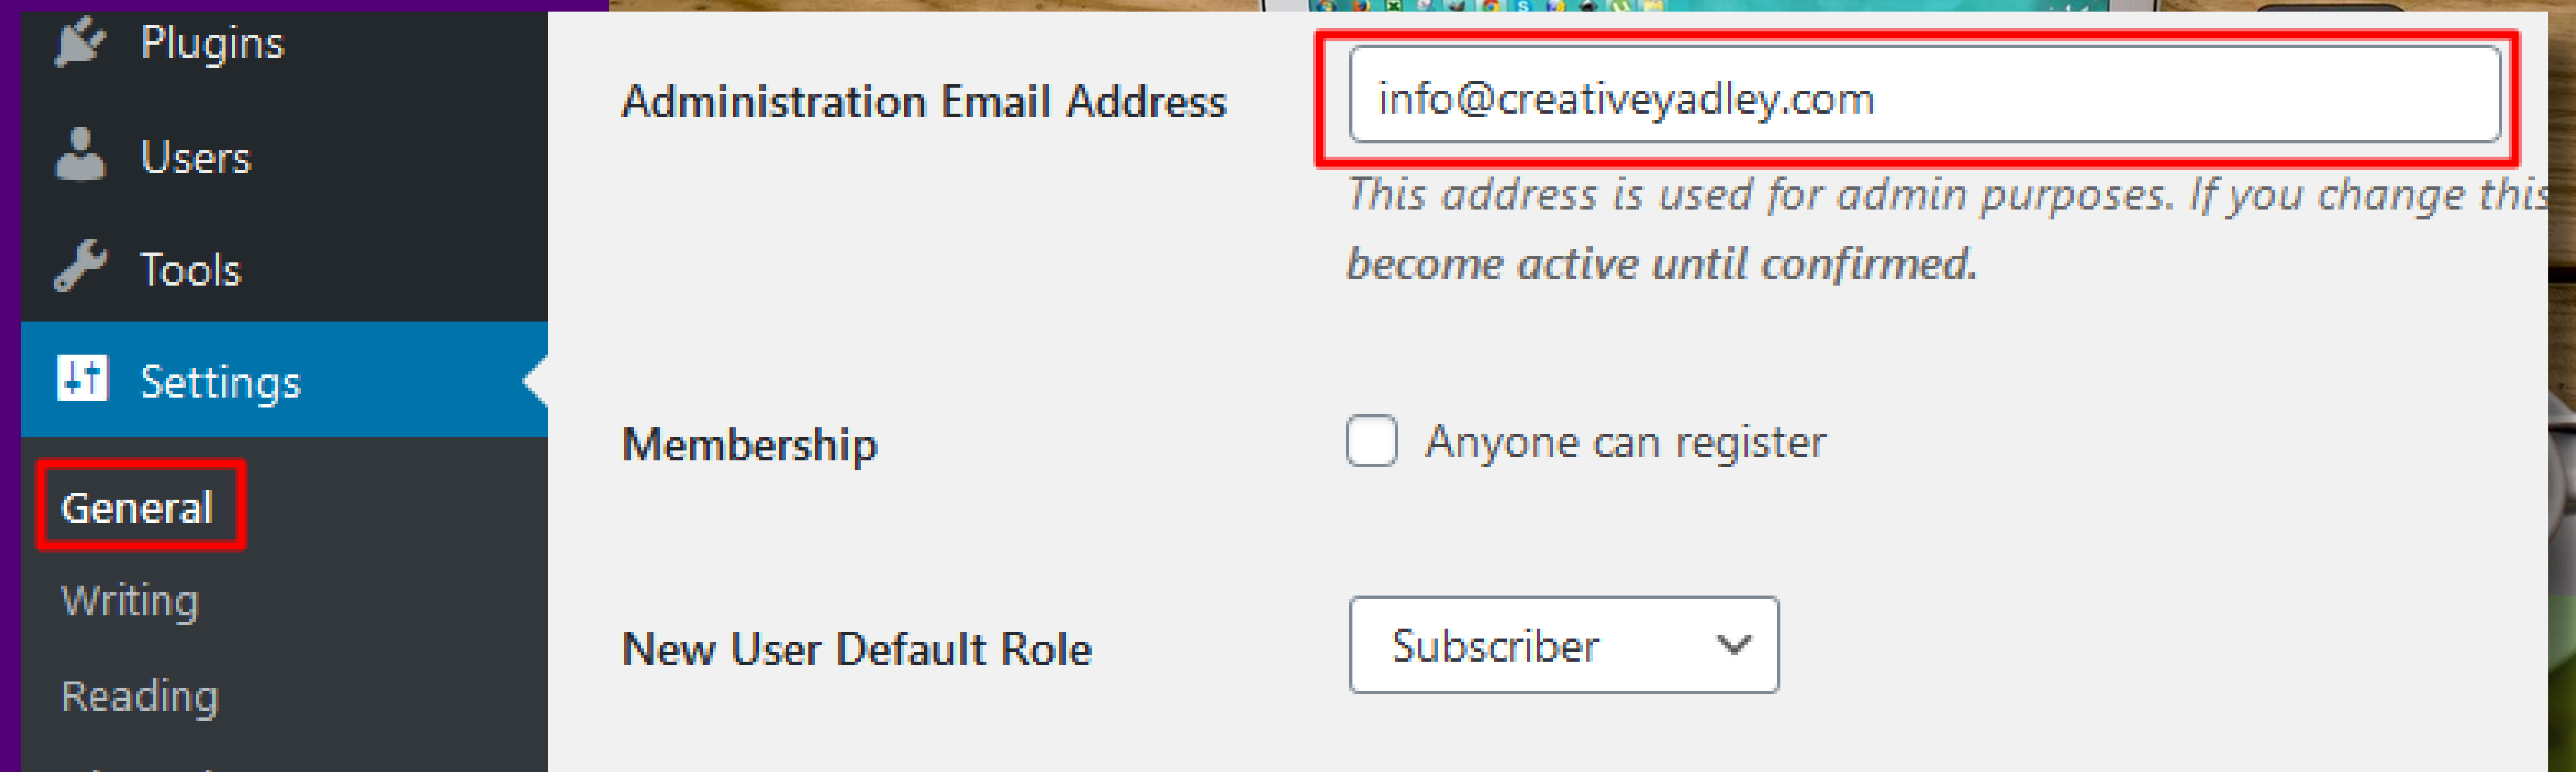 Plugins
Users
Tools
Settings
General
Writing
Reading
Administration Email Address
info@creativeyadley.com
This address is used for admin purposes. If you change this
become active until confirmed.
Membership
Anyone can register
New User Default Role
Subscriber